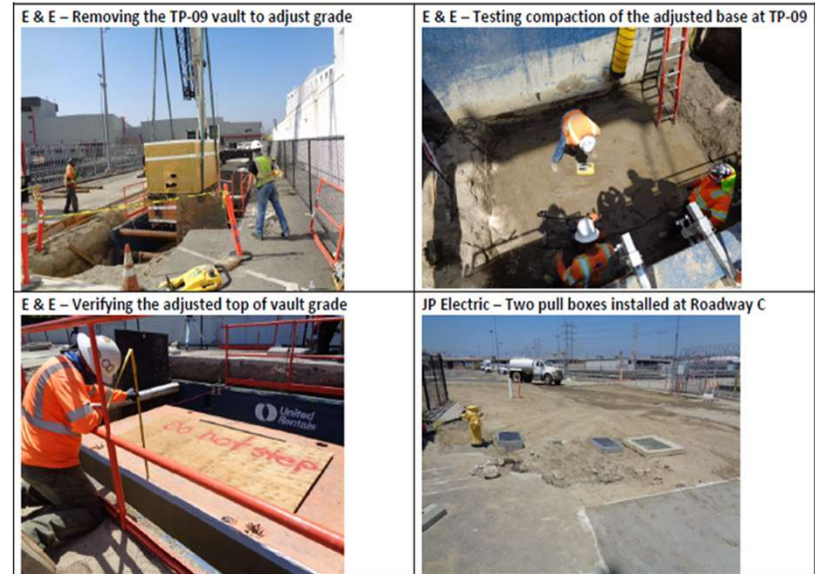 E & E – Removing the TP-09 vault to adjust grade
E & E – Testing compaction of the adjusted base at TP-09
E & E – Verifying the adjusted top of vault grade
United
Rentals
Do not step
JP Electric – Two pull boxes installed at Roadway C